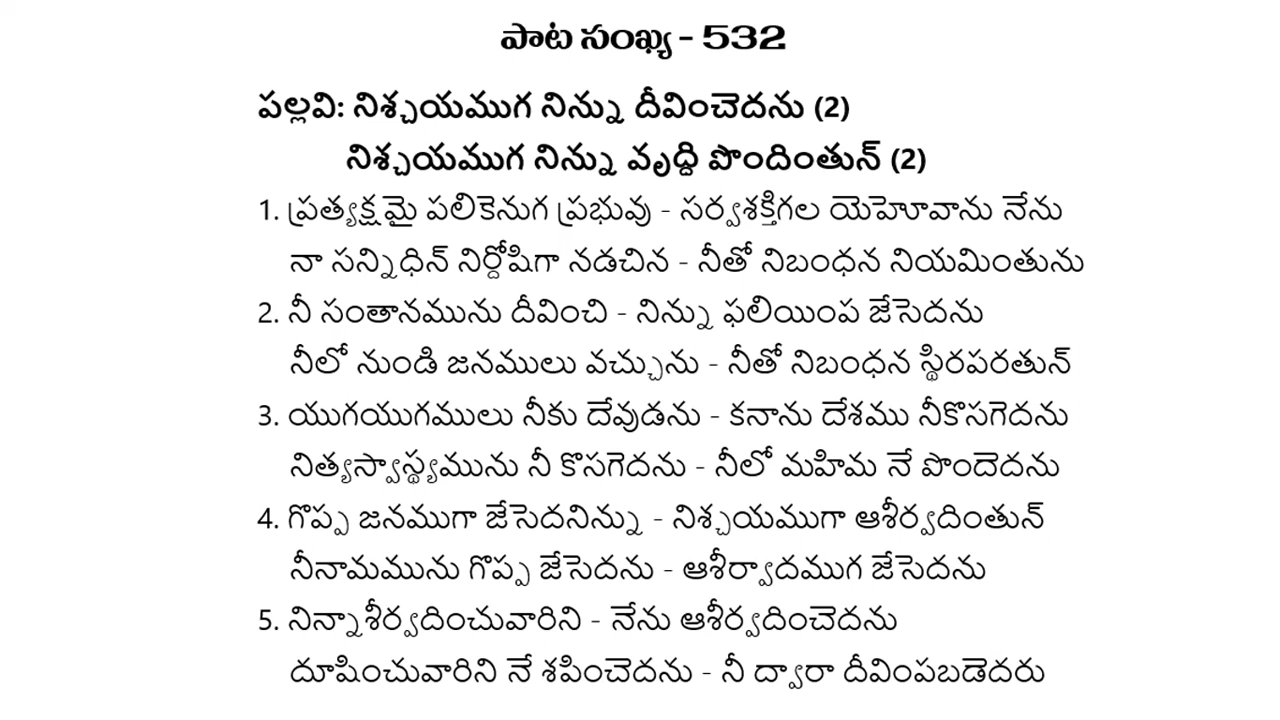 పాట సంఖ్య - 532
పల్లవి: నిశ్చయముగ నిన్ను దీవించెదను (2)
నిశ్చయముగ నిన్ను వృద్ధి పొందింతున్ (2)
1. ప్రత్యక్షమై పలికెనుగ ప్రభువు - సర్వశక్తిగల యెహోవాను నేను
నా సన్నిధిన్ నిర్దోషిగా నడచిన - నీతో నిబంధన నియమింతును
2. నీ సంతానమును దీవించి - నిన్ను ఫలియింప జేసెదను
నీలో నుండి జనములు వచ్చును - నీతో నిబంధన స్థిరపరతున్
3. యుగయుగములు నీకు దేవుడను - కనాను దేశము నీకొసగెదను
నిత్యస్వాస్థ్యమును నీ కొసగెదను - నీలో మహిమ నే పొందెదను
4. గొప్ప జనముగా జేసెదనిన్ను - నిశ్చయముగా ఆశీర్వదింతున్
నీనామమును గొప్ప జేసెదను - ఆశీర్వాదముగ జేసెదను
5. నిన్నాశీర్వదించువారిని - నేను ఆశీర్వదించెదను
దూషించువారిని నే శపించెదను - నీ ద్వారా దీవింపబడెదరు